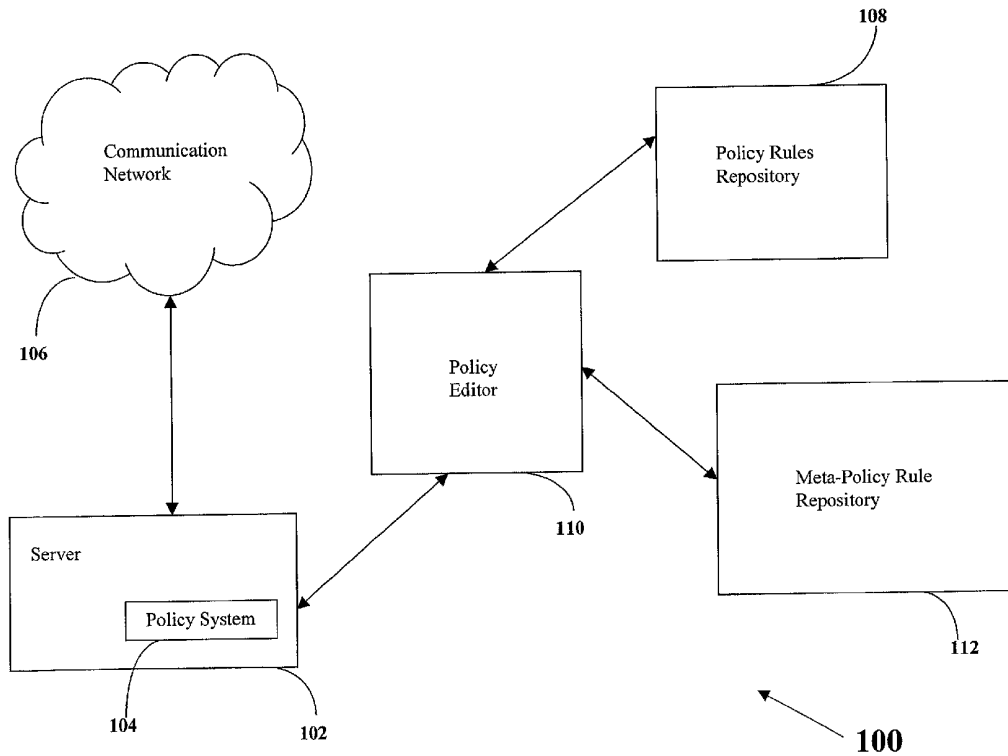 108
Communication
Network
Policy Rules
Repository
106
Policy
Editor
Meta-Policy Rule
Repository
110
Server
Policy System
112
104
102
100